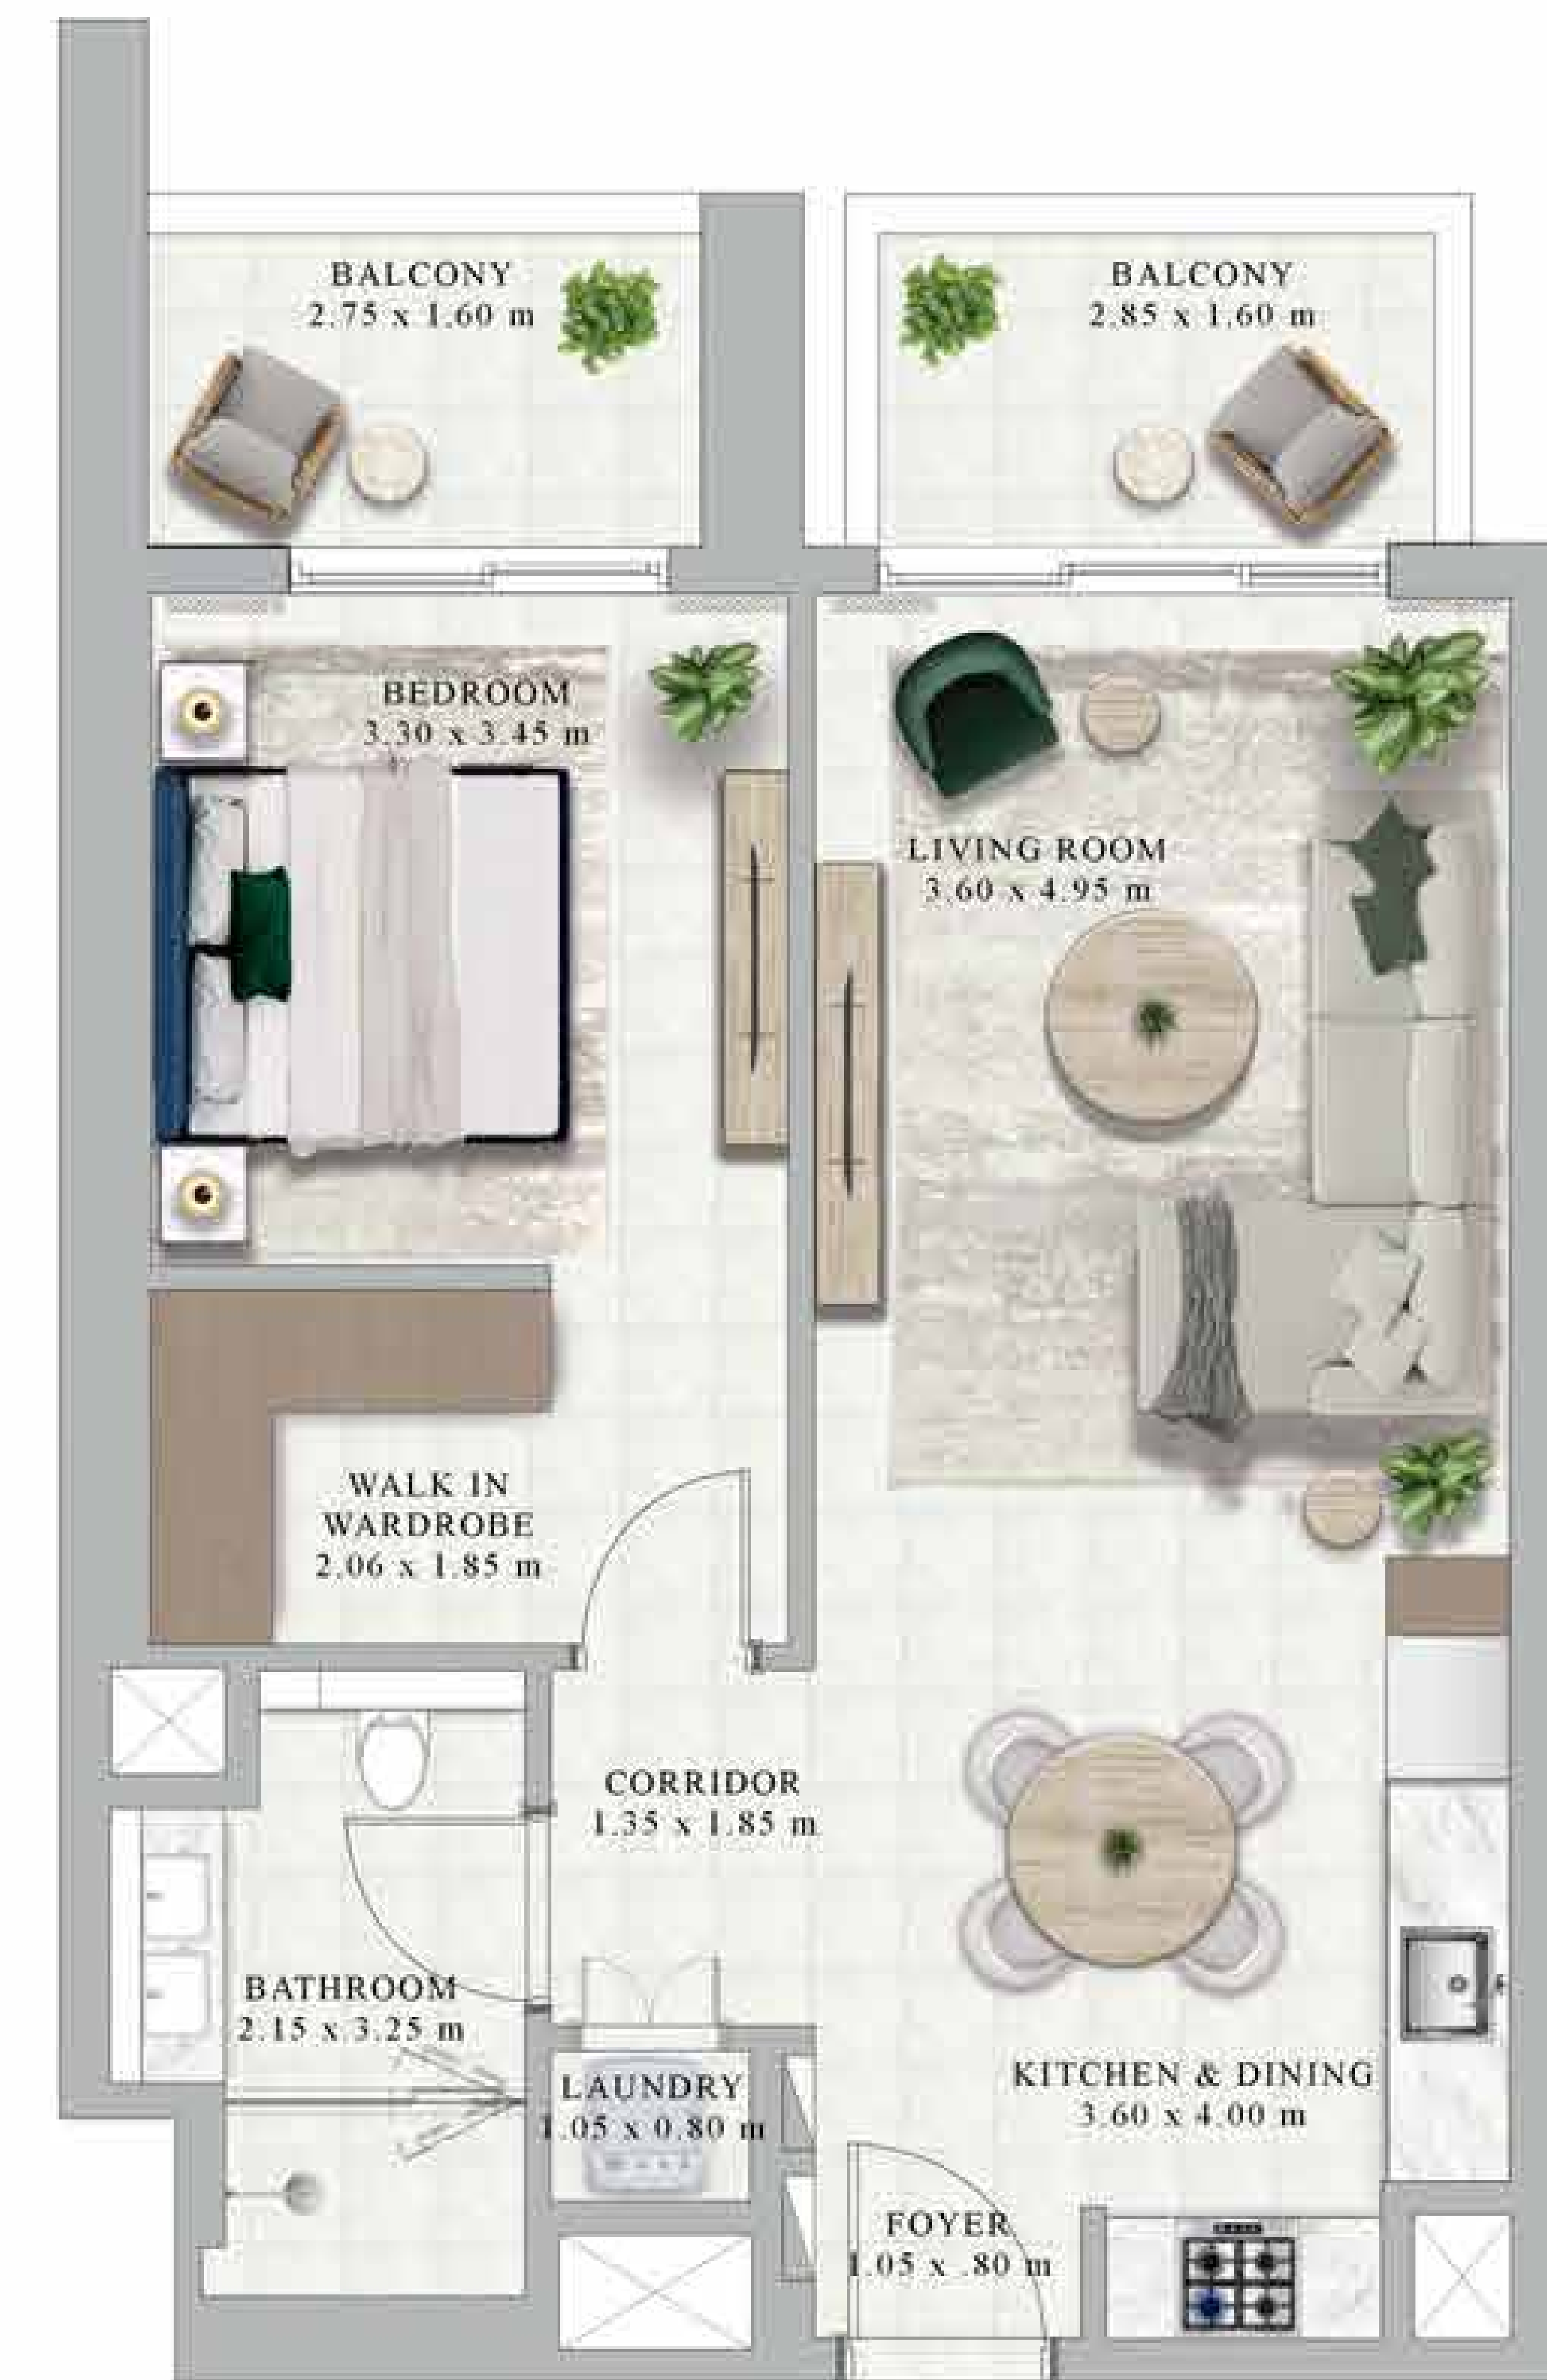 BALCONY
2.75 x 1.60 m
BALCONY
2.85 x 1.60 m
BEDROOM
3.30 x 3.45 m
LIVING ROOM
3.60 x 4.95 m
WALK IN
WARDROBE
2.06 x 1.85 m
CORRIDOR
1.35 x 1.85 m
BATHROOM
2.15 x 3.25 m
KITCHEN & DINING
3.60 x 4.00 m
LAUNDRY
1.05 x 0.80 m
FOYER
1.05 x .80 m